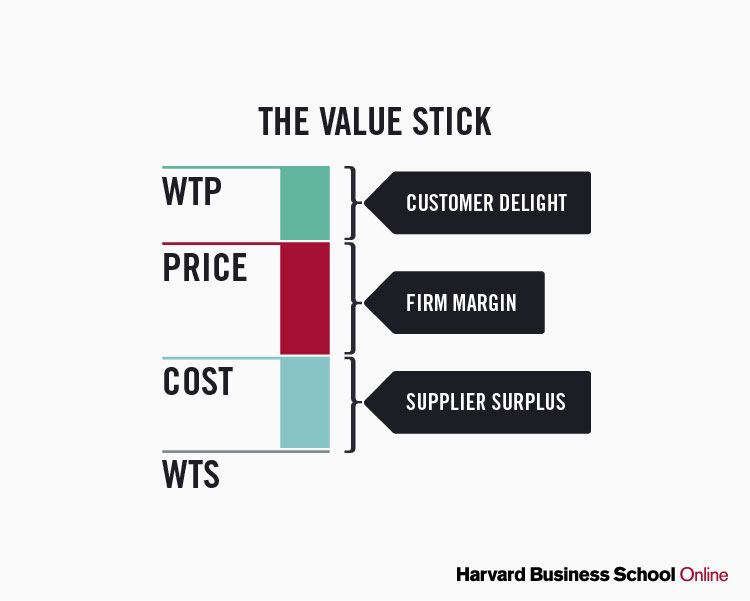 THE VALUE STICK
WTP
CUSTOMER DELIGHT
PRICE
FIRM MARGIN
COST
SUPPLIER SURPLUS
WTS
Harvard Business School Online